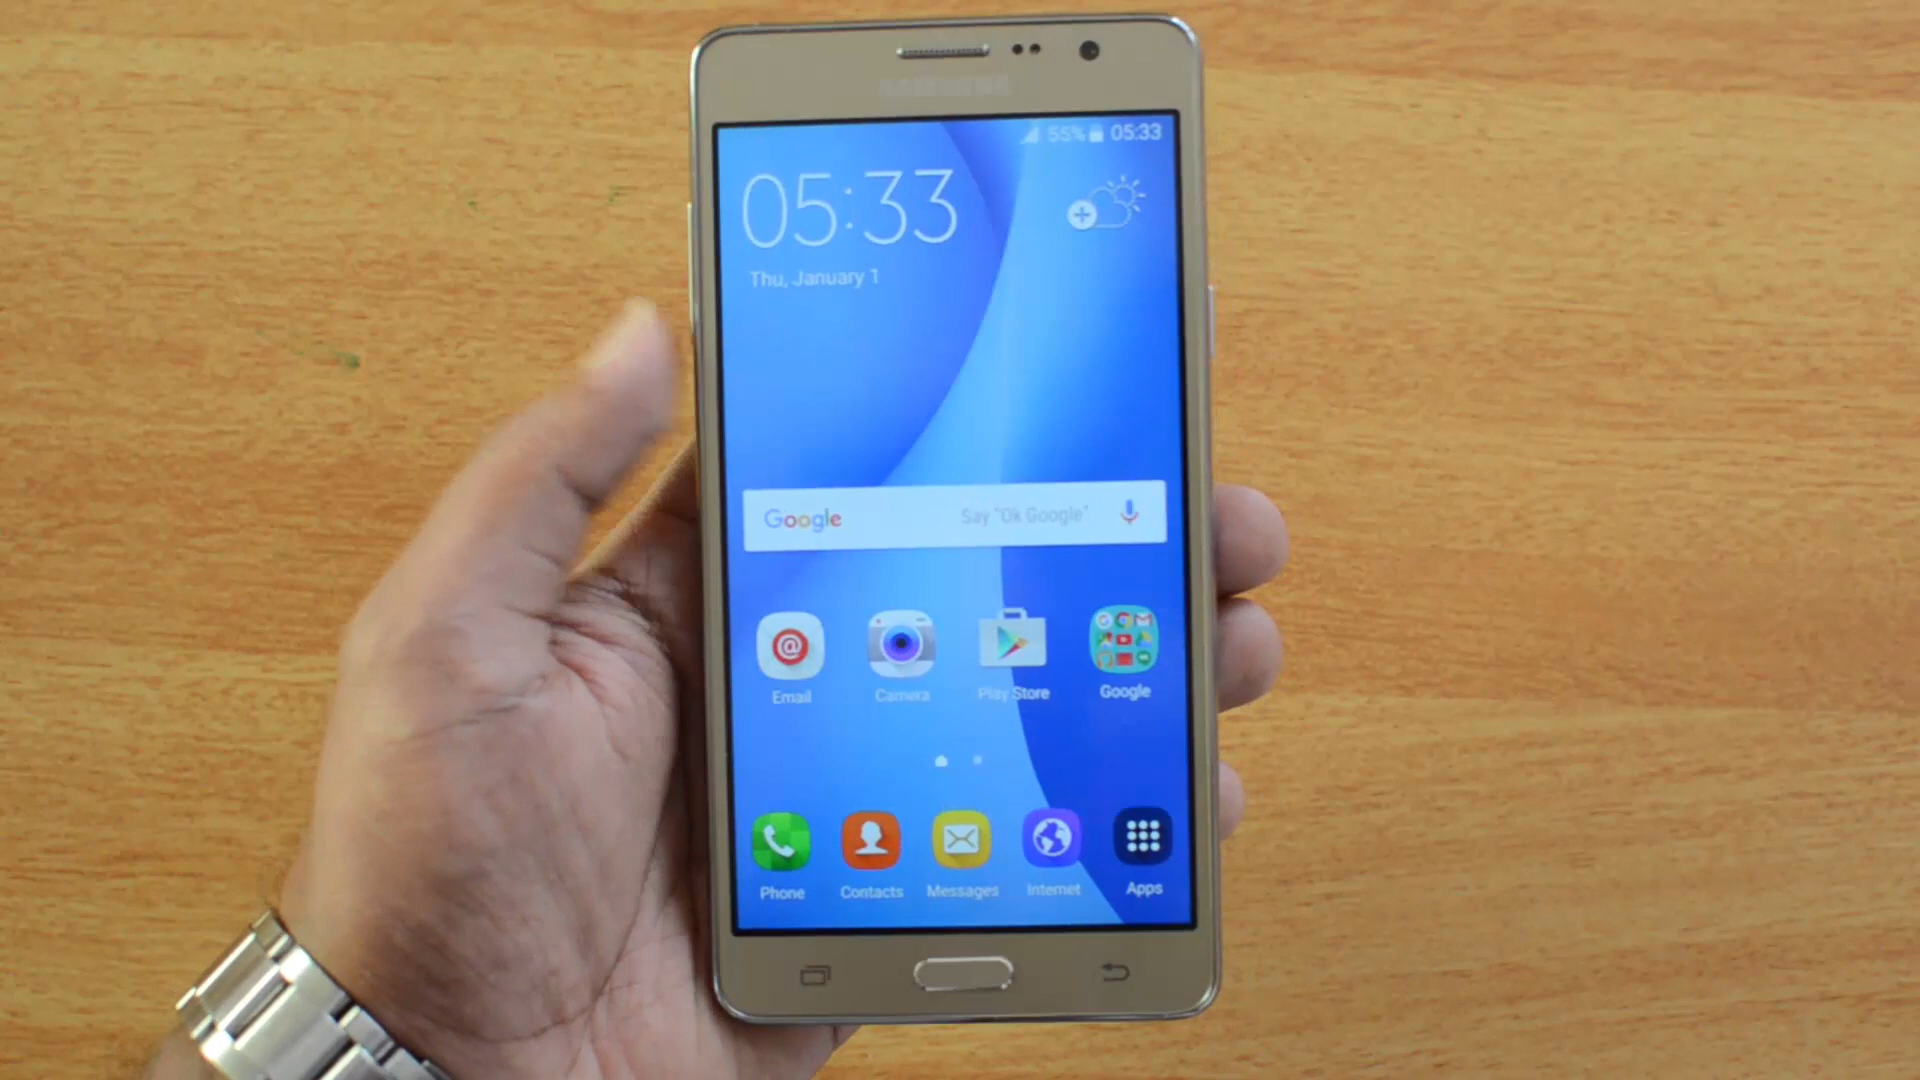 SAMSUNG
55% 05:33
05:33
Thu, January 1
Google Say "Ok Google"
Email Camera Play Store Google
Phone Contacts Messages Internet Apps